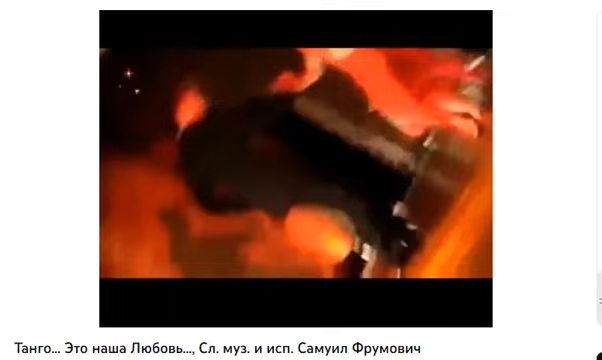 Танго... Это наша Любовь..., Сл. муз. и исп. Самуил Фрумович